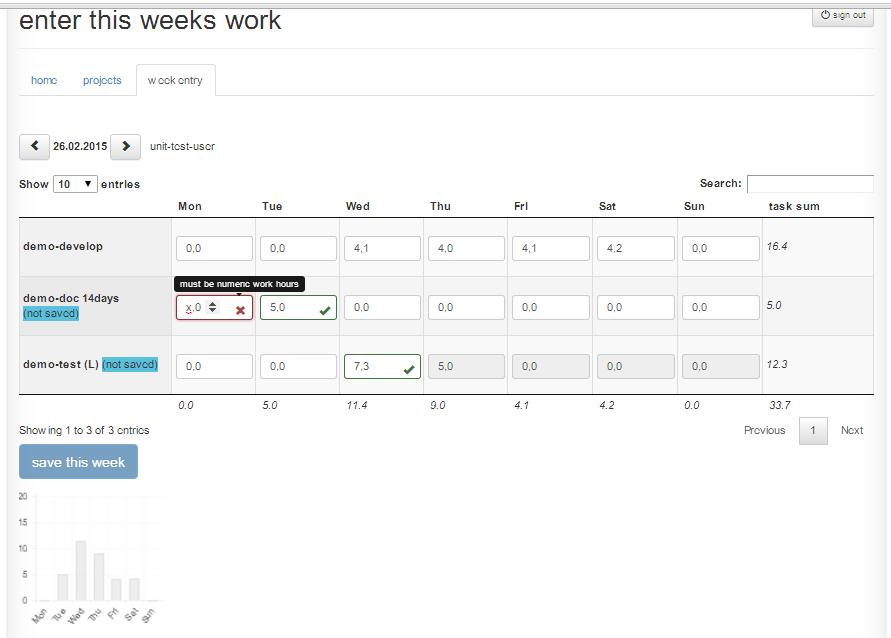 enter this weeks work
sign out
home projects week entry
26.02.2015 unit-test-user
Show 10 entries Search:
Mon Tue Wed Thu Fri Sat Sun task sum
demo-develop 0,0 0,0 4,1 4,0 4,1 4,2 0,0 16.4
must be numeric work hours
demo-doc 14days
(not saved) x,0 5,0 0,0 0,0 0,0 0,0 0,0 5.0
demo-test (L) (not saved) 0,0 0,0 7,3 5,0 0,0 0,0 0,0 12.3
0.0 5.0 11.4 9.0 4.1 4.2 0.0 33.7
Showing 1 to 3 of 3 entries Previous 1 Next
save this week
20
15
10
5
0
Mon Tue Wed Thu Fri Sat Sun